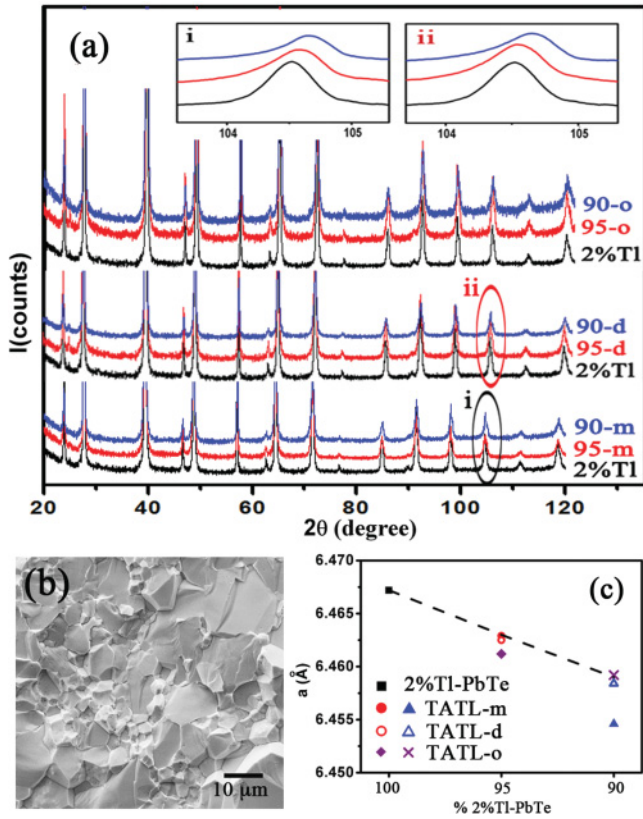 (a)
i
ii
104
105
104
105
I(counts)
90-o
95-o
2%Tl
ii
90-d
95-d
2%Tl
i
90-m
95-m
2%Tl
20
40
60
80
100
120
2θ (degree)
(b)
10 μm
(c)
a (Å)
6.470
6.465
6.460
6.455
6.450
2%Tl-PbTe
TATL-m
TATL-d
TATL-o
100
95
90
% 2%Tl-PbTe